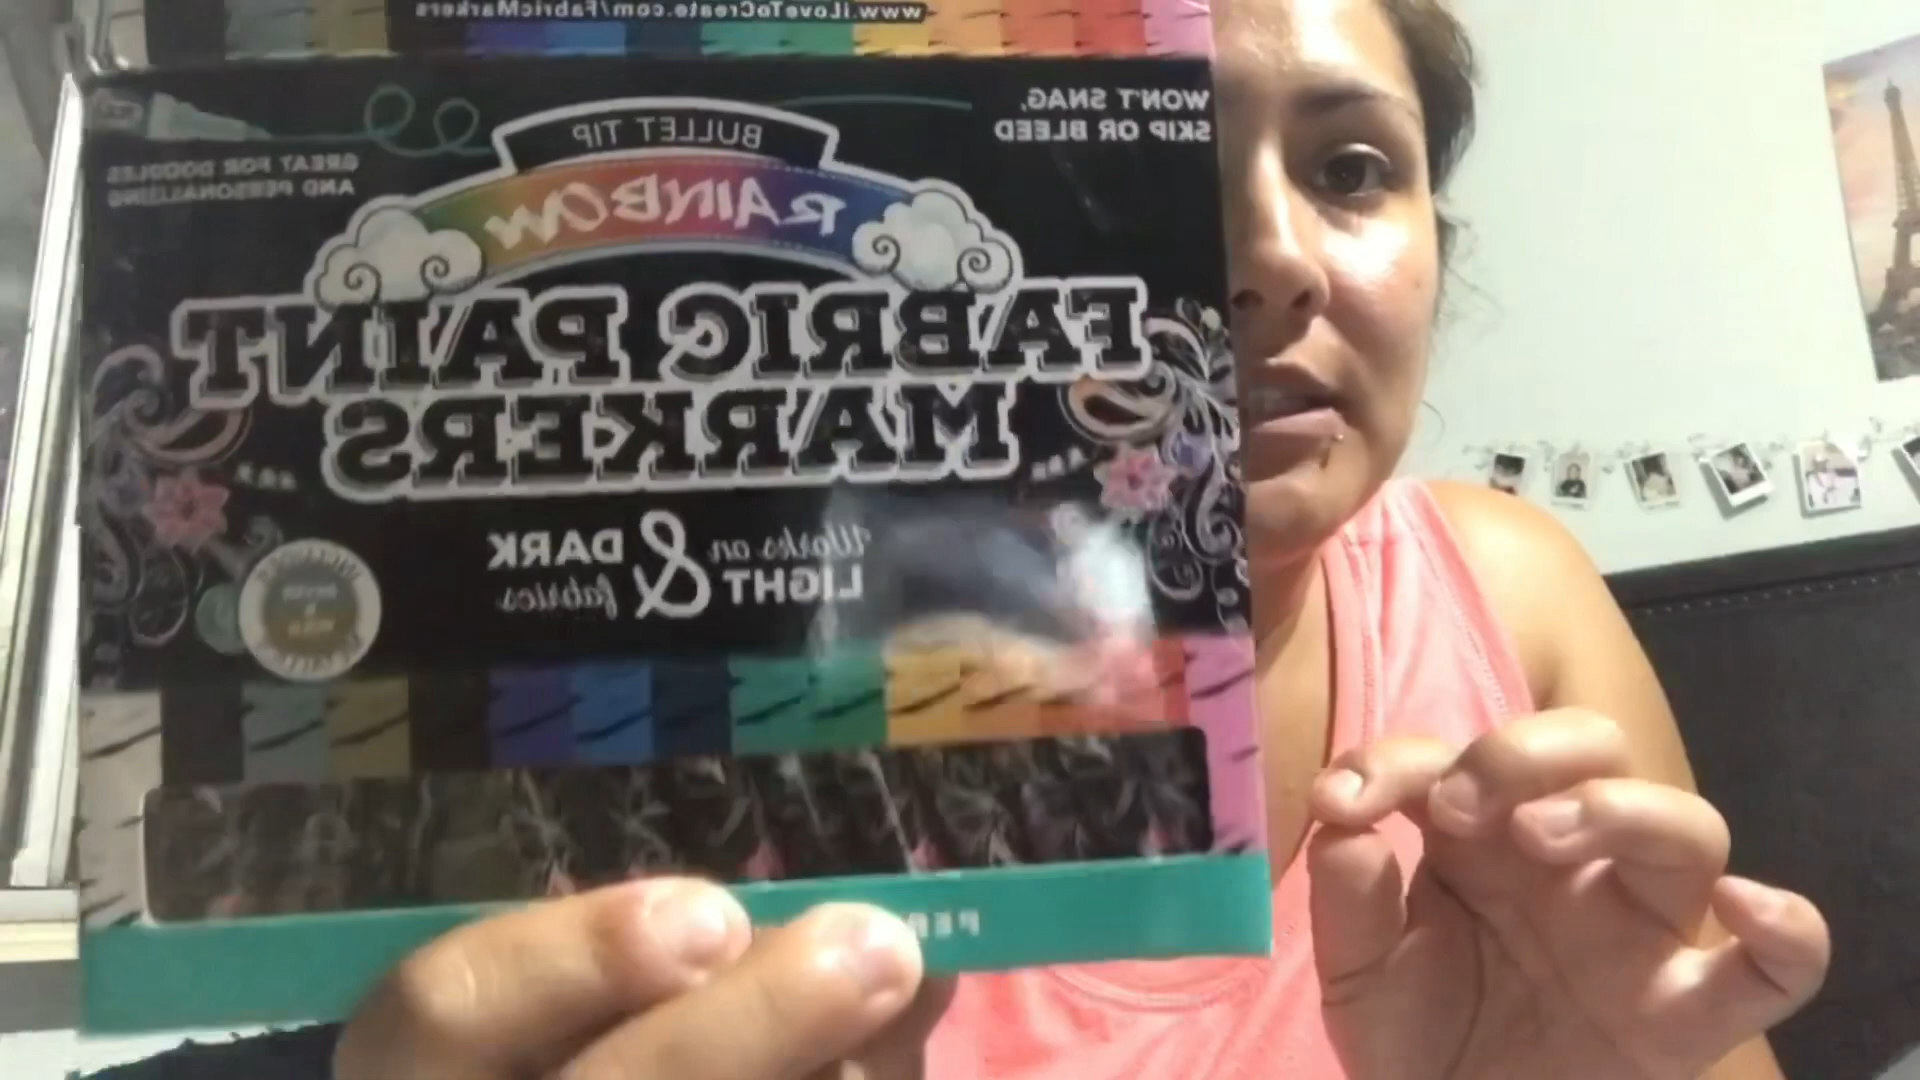 www.iLoveToCreate.com/FabricMarkers
WON'T SNAG,
SKIP OR BLEED
BULLET TIP
RAINBOW
GREAT FOR DOODLES
AND PERSONALISING
FABRIC PAINT
MARKERS
Works on
LIGHT & DARK
fabrics